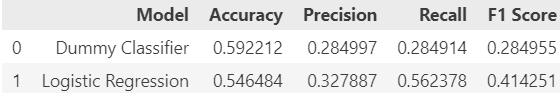 Model Accuracy Precision Recall F1 Score
0 Dummy Classifier 0.592212 0.284997 0.284914 0.284955
1 Logistic Regression 0.546484 0.327887 0.562378 0.414251